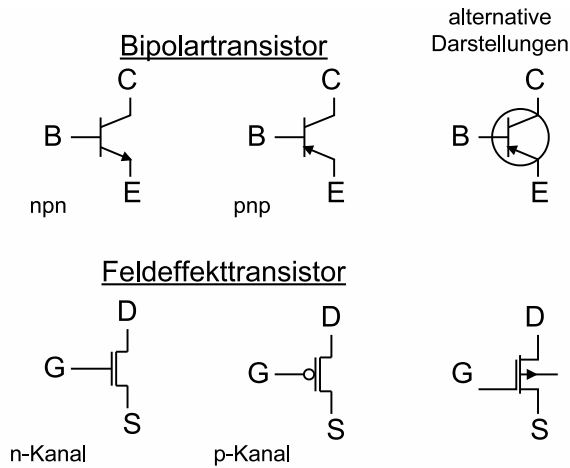 alternative
Bipolartransistor Darstellungen
C C C
B B B
E E E
npn pnp
Feldeffekttransistor
D D D
G G G
S S S
n-Kanal p-Kanal